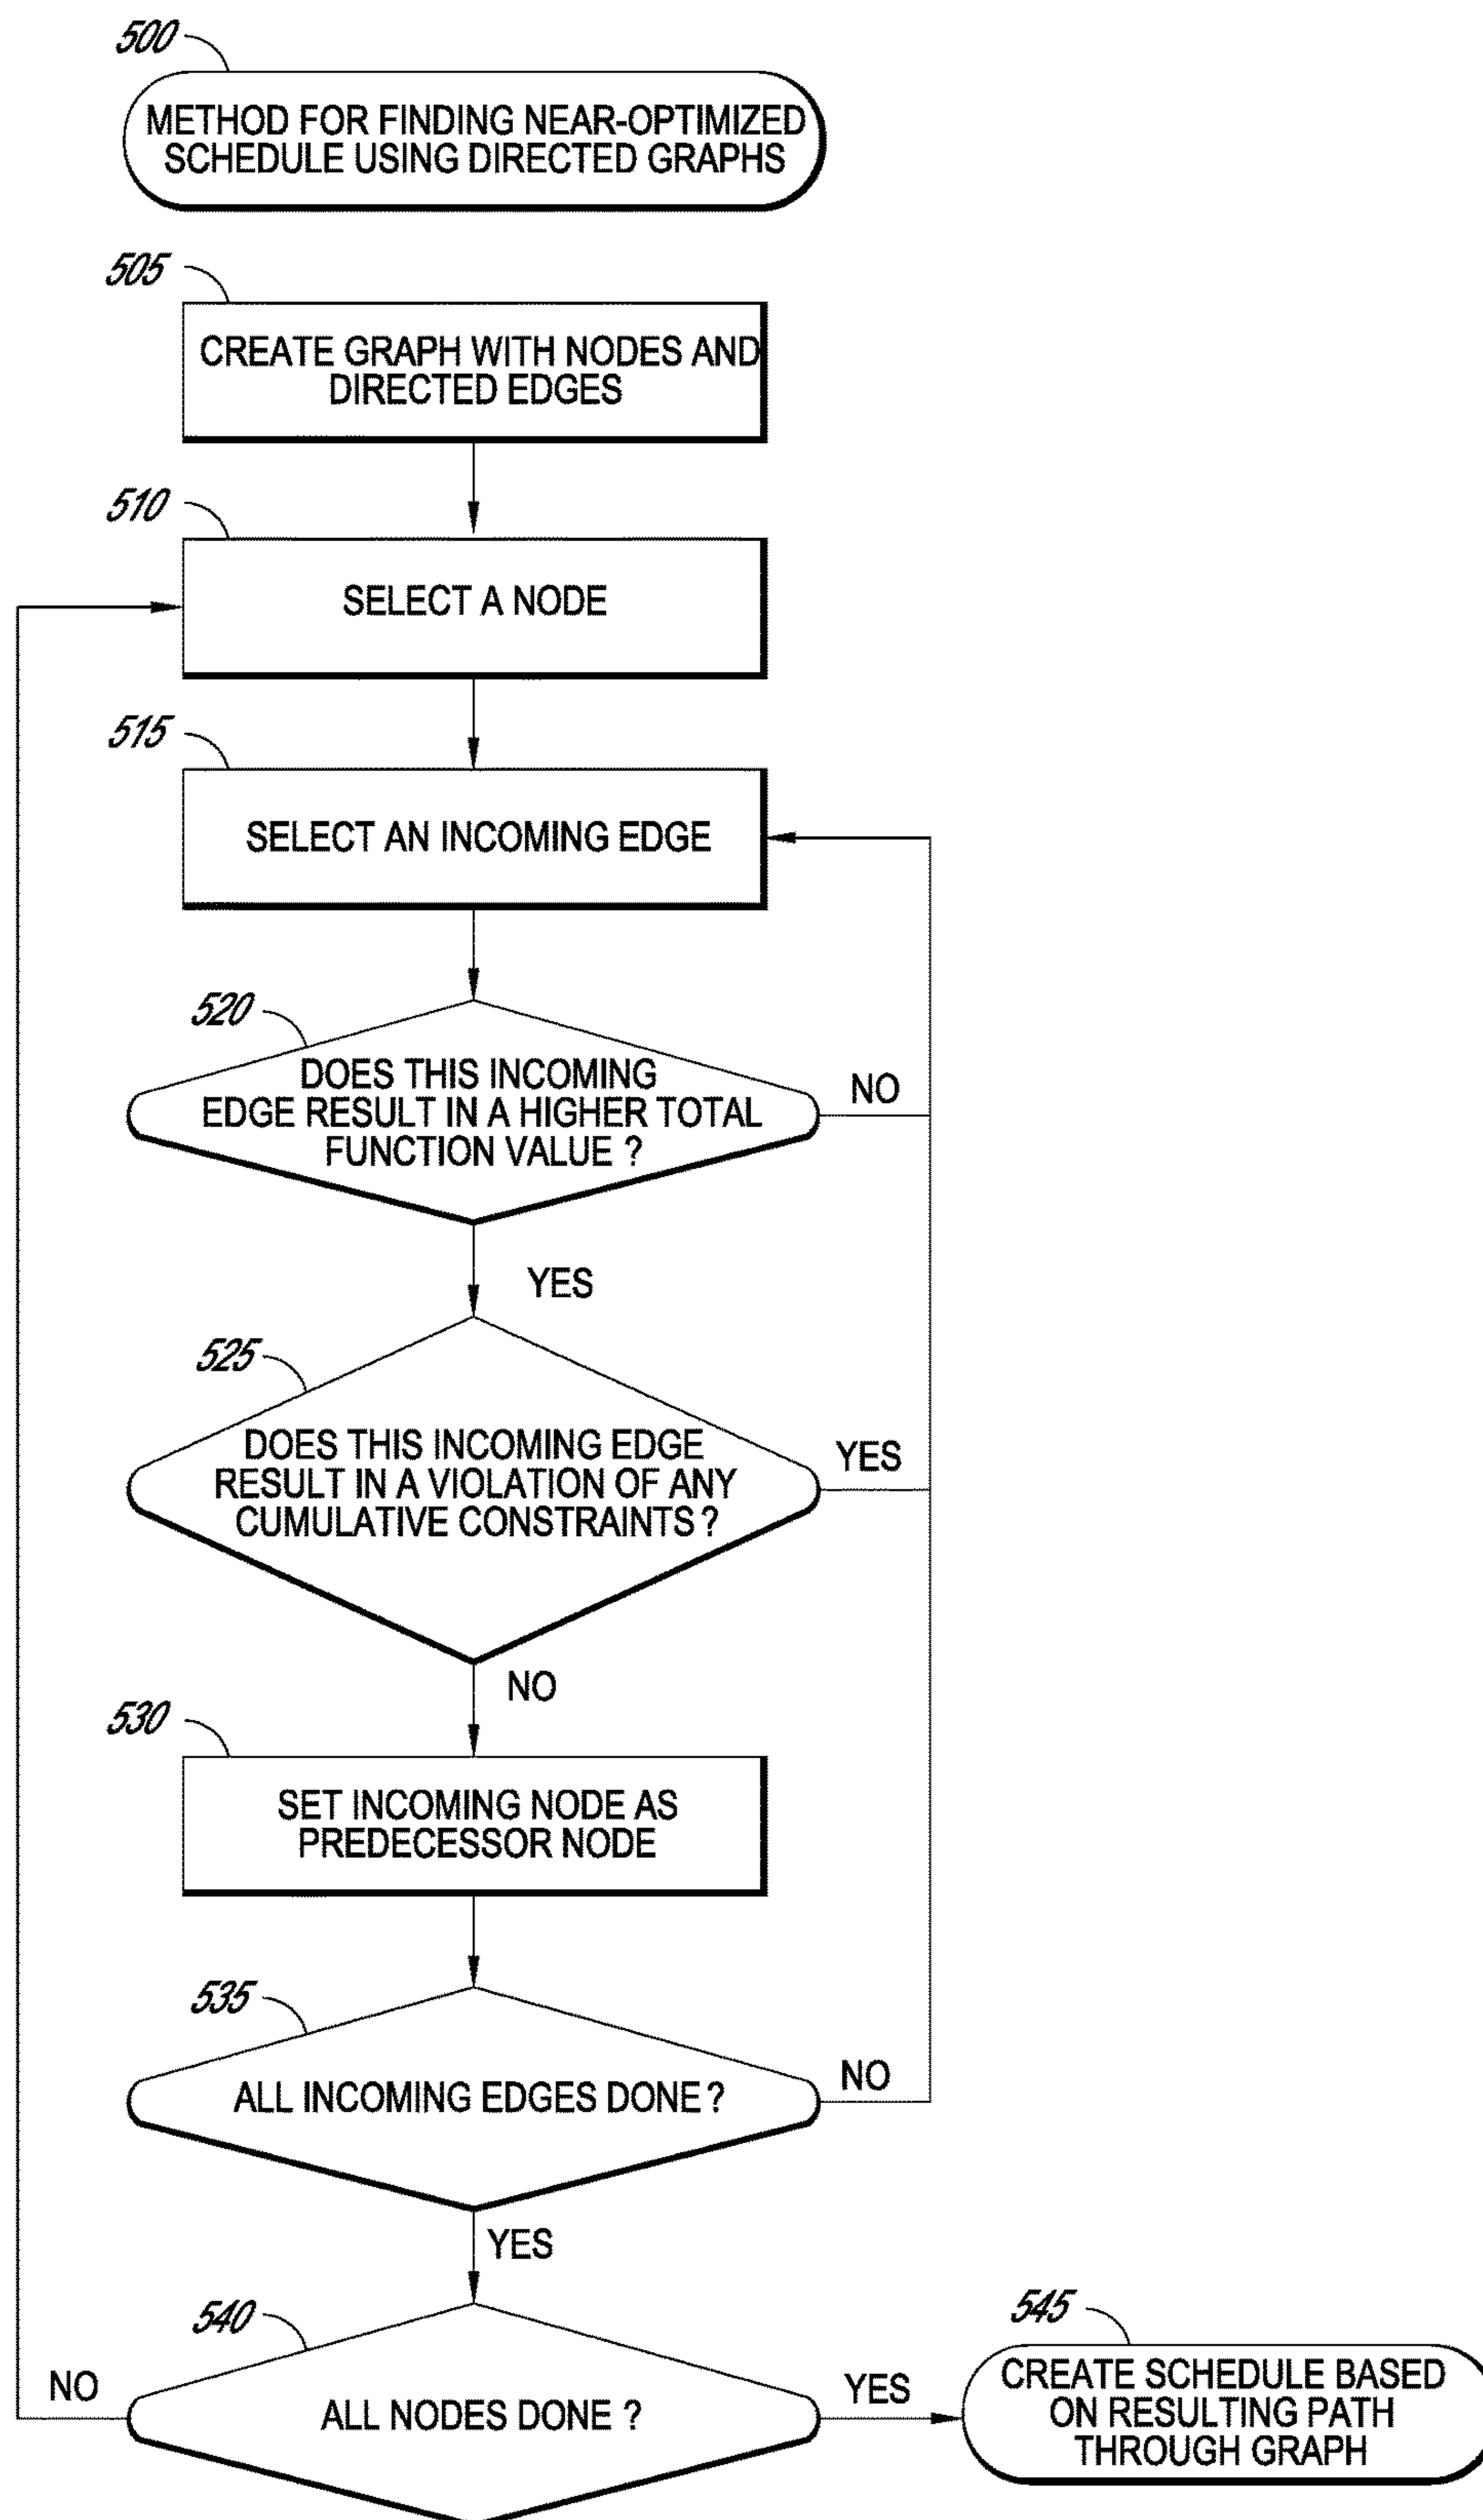 500
METHOD FOR FINDING NEAR-OPTIMIZED
SCHEDULE USING DIRECTED GRAPHS
505
CREATE GRAPH WITH NODES AND
DIRECTED EDGES
510
SELECT A NODE
515
SELECT AN INCOMING EDGE
520
DOES THIS INCOMING
EDGE RESULT IN A HIGHER TOTAL
FUNCTION VALUE ?
NO
YES
525
DOES THIS INCOMING EDGE
RESULT IN A VIOLATION OF ANY
CUMULATIVE CONSTRAINTS ?
YES
NO
530
SET INCOMING NODE AS
PREDECESSOR NODE
535
ALL INCOMING EDGES DONE ?
NO
YES
540
ALL NODES DONE ?
NO
YES
545
CREATE SCHEDULE BASED
ON RESULTING PATH
THROUGH GRAPH